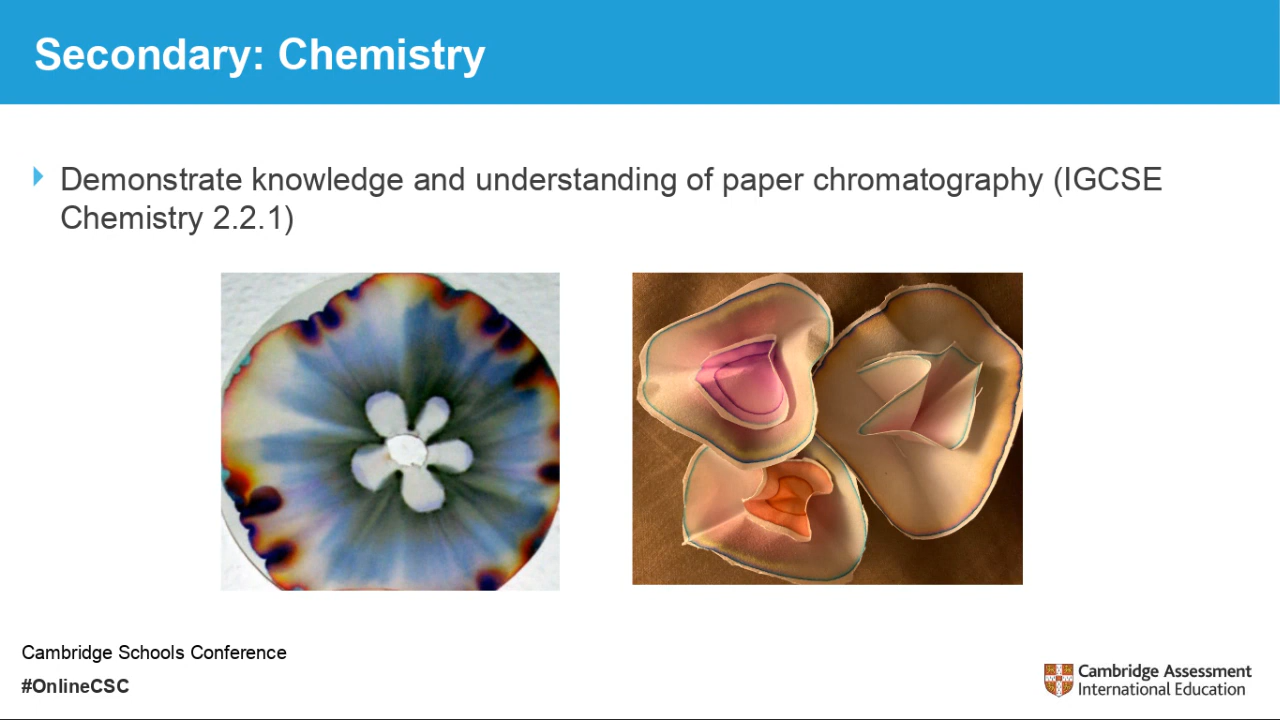 Secondary: Chemistry
Demonstrate knowledge and understanding of paper chromatography (IGCSE
Chemistry 2.2.1)
Cambridge Schools Conference
#OnlineCSC
Cambridge Assessment
International Education